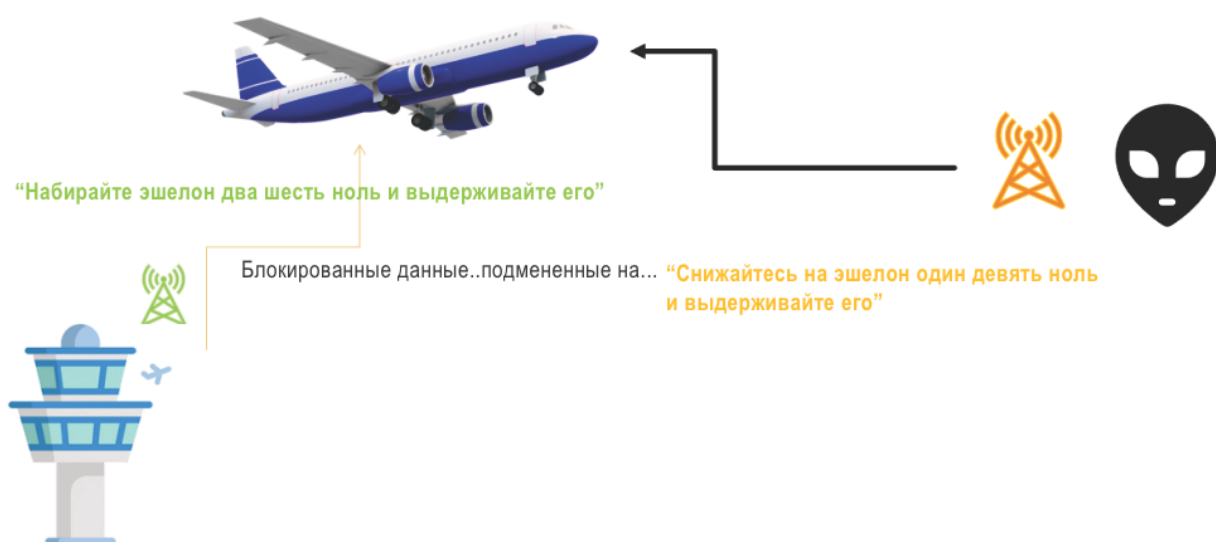 “Набирайте эшелон два шесть ноль и выдерживайте его”
Блокированные данные..подмененные на...
“Снижайтесь на эшелон один девять ноль
и выдерживайте его”